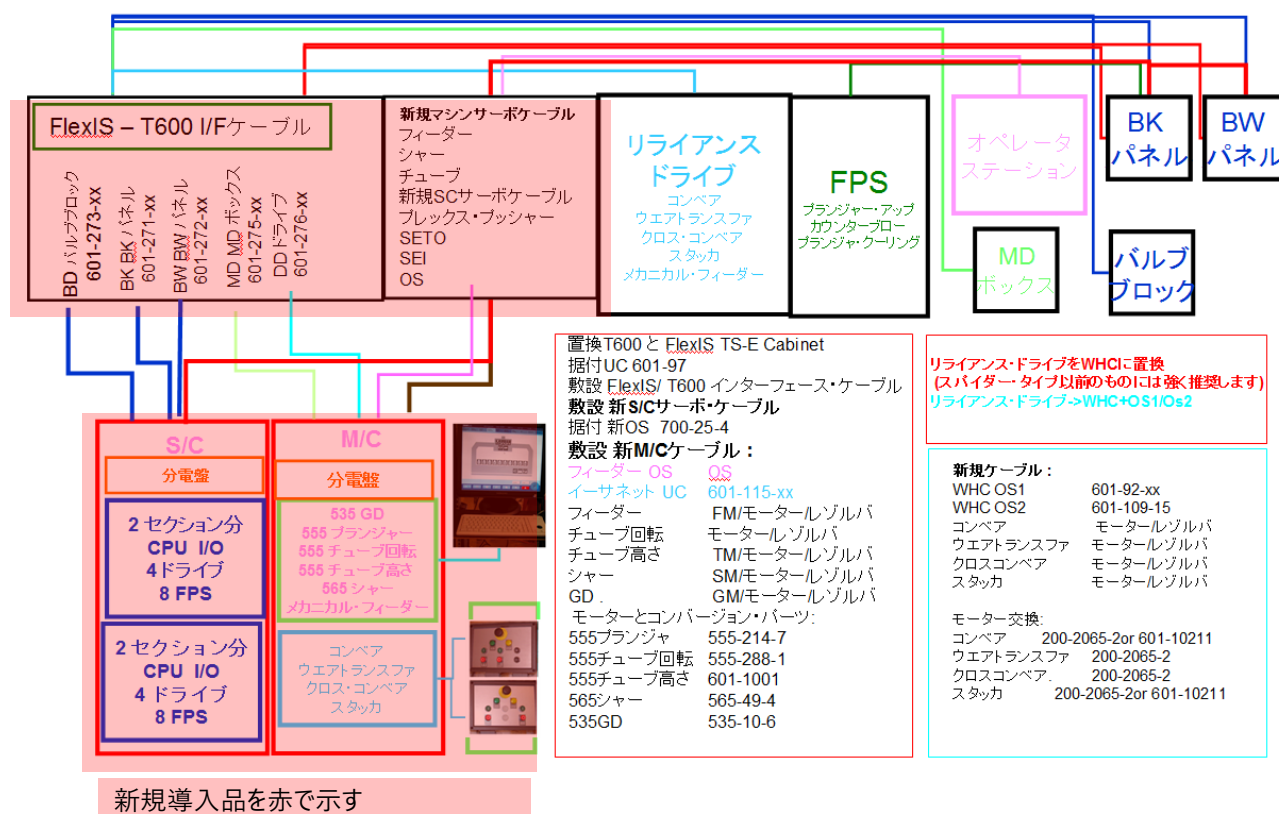 FlexIS – T600 I/Fケーブル
BD バルブブロック
601-273-xx
BK BK パネル
601-271-xx
BW BW パネル
601-272-xx
MD MD ボックス
601-275-xx
DD ドライブ
601-276-xx
新規マシンサーボケーブル
フィーダー
シャー
チューブ
新規SCサーボケーブル
プレックス・プッシャー
SETO
SEI
OS
リライアンス
ドライブ
コンベア
ウエアトランスファ
クロス・コンベア
スタッカ
メカニカル・フィーダー
FPS
プランジャー・アップ
カウンターブロー
プランジャ・クーリング
オペレータ
ステーション
BK
パネル
BW
パネル
MD
ボックス
バルブ
ブロック
S/C
分電盤
2 セクション分
CPU I/O
4ドライブ
8 FPS
2 セクション分
CPU I/O
4 ドライブ
8 FPS
M/C
分電盤
535 GD
555 プランジャー
555 チューブ回転
555 チューブ高さ
565 シャー
メカニカル・フィーダー
コンベア
ウエアトランスファ
クロス・コンベア
スタッカ
置換T600 と FlexIS TS-E Cabinet
据付UC 601-97
敷設 FlexIS/ T600 インターフェース・ケーブル
敷設 新S/Cサーボ・ケーブル
据付 新OS 700-25-4
敷設 新M/Cケーブル：
フィーダー OS OS
イーサネット UC 601-115-xx
フィーダー FM/モーター/レゾルバ
チューブ回転 モーター/レゾルバ
チューブ高さ TM/モーター/レゾルバ
シャー SM/モーター/レゾルバ
GD . GM/モーター/レゾルバ
モーターとコンバージョン・パーツ:
555プランジャ 555-214-7
555チューブ回転 555-288-1
555チューブ高さ 601-1001
565シャー 565-49-4
535GD 535-10-6
リライアンス・ドライブをWHCに置換
(スパイダー・タイプ以前のものには強く推奨します)
リライアンス・ドライブ->WHC+OS1/Os2
新規ケーブル：
WHC OS1 601-92-xx
WHC OS2 601-109-15
コンベア モーター/レゾルバ
ウエアトランスファ モーター/レゾルバ
クロスコンベア モーター/レゾルバ
スタッカ モーター/レゾルバ
モーター交換:
コンベア 200-2065-2or 601-10211
ウエアトランスファ 200-2065-2
クロスコンベア. 200-2065-2
スタッカ 200-2065-2or 601-10211
新規導入品を赤で示す